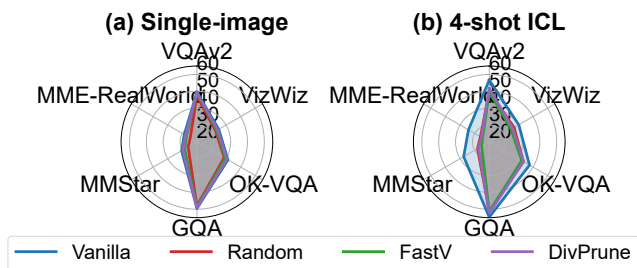 (a) Single-image
VQAv2
VizWiz
OK-VQA
GQA
MMStar
MME-RealWorld
60
50
40
30
20
(b) 4-shot ICL
VQAv2
VizWiz
OK-VQA
GQA
MMStar
MME-RealWorld
60
50
40
30
20
Vanilla
Random
FastV
DivPrune